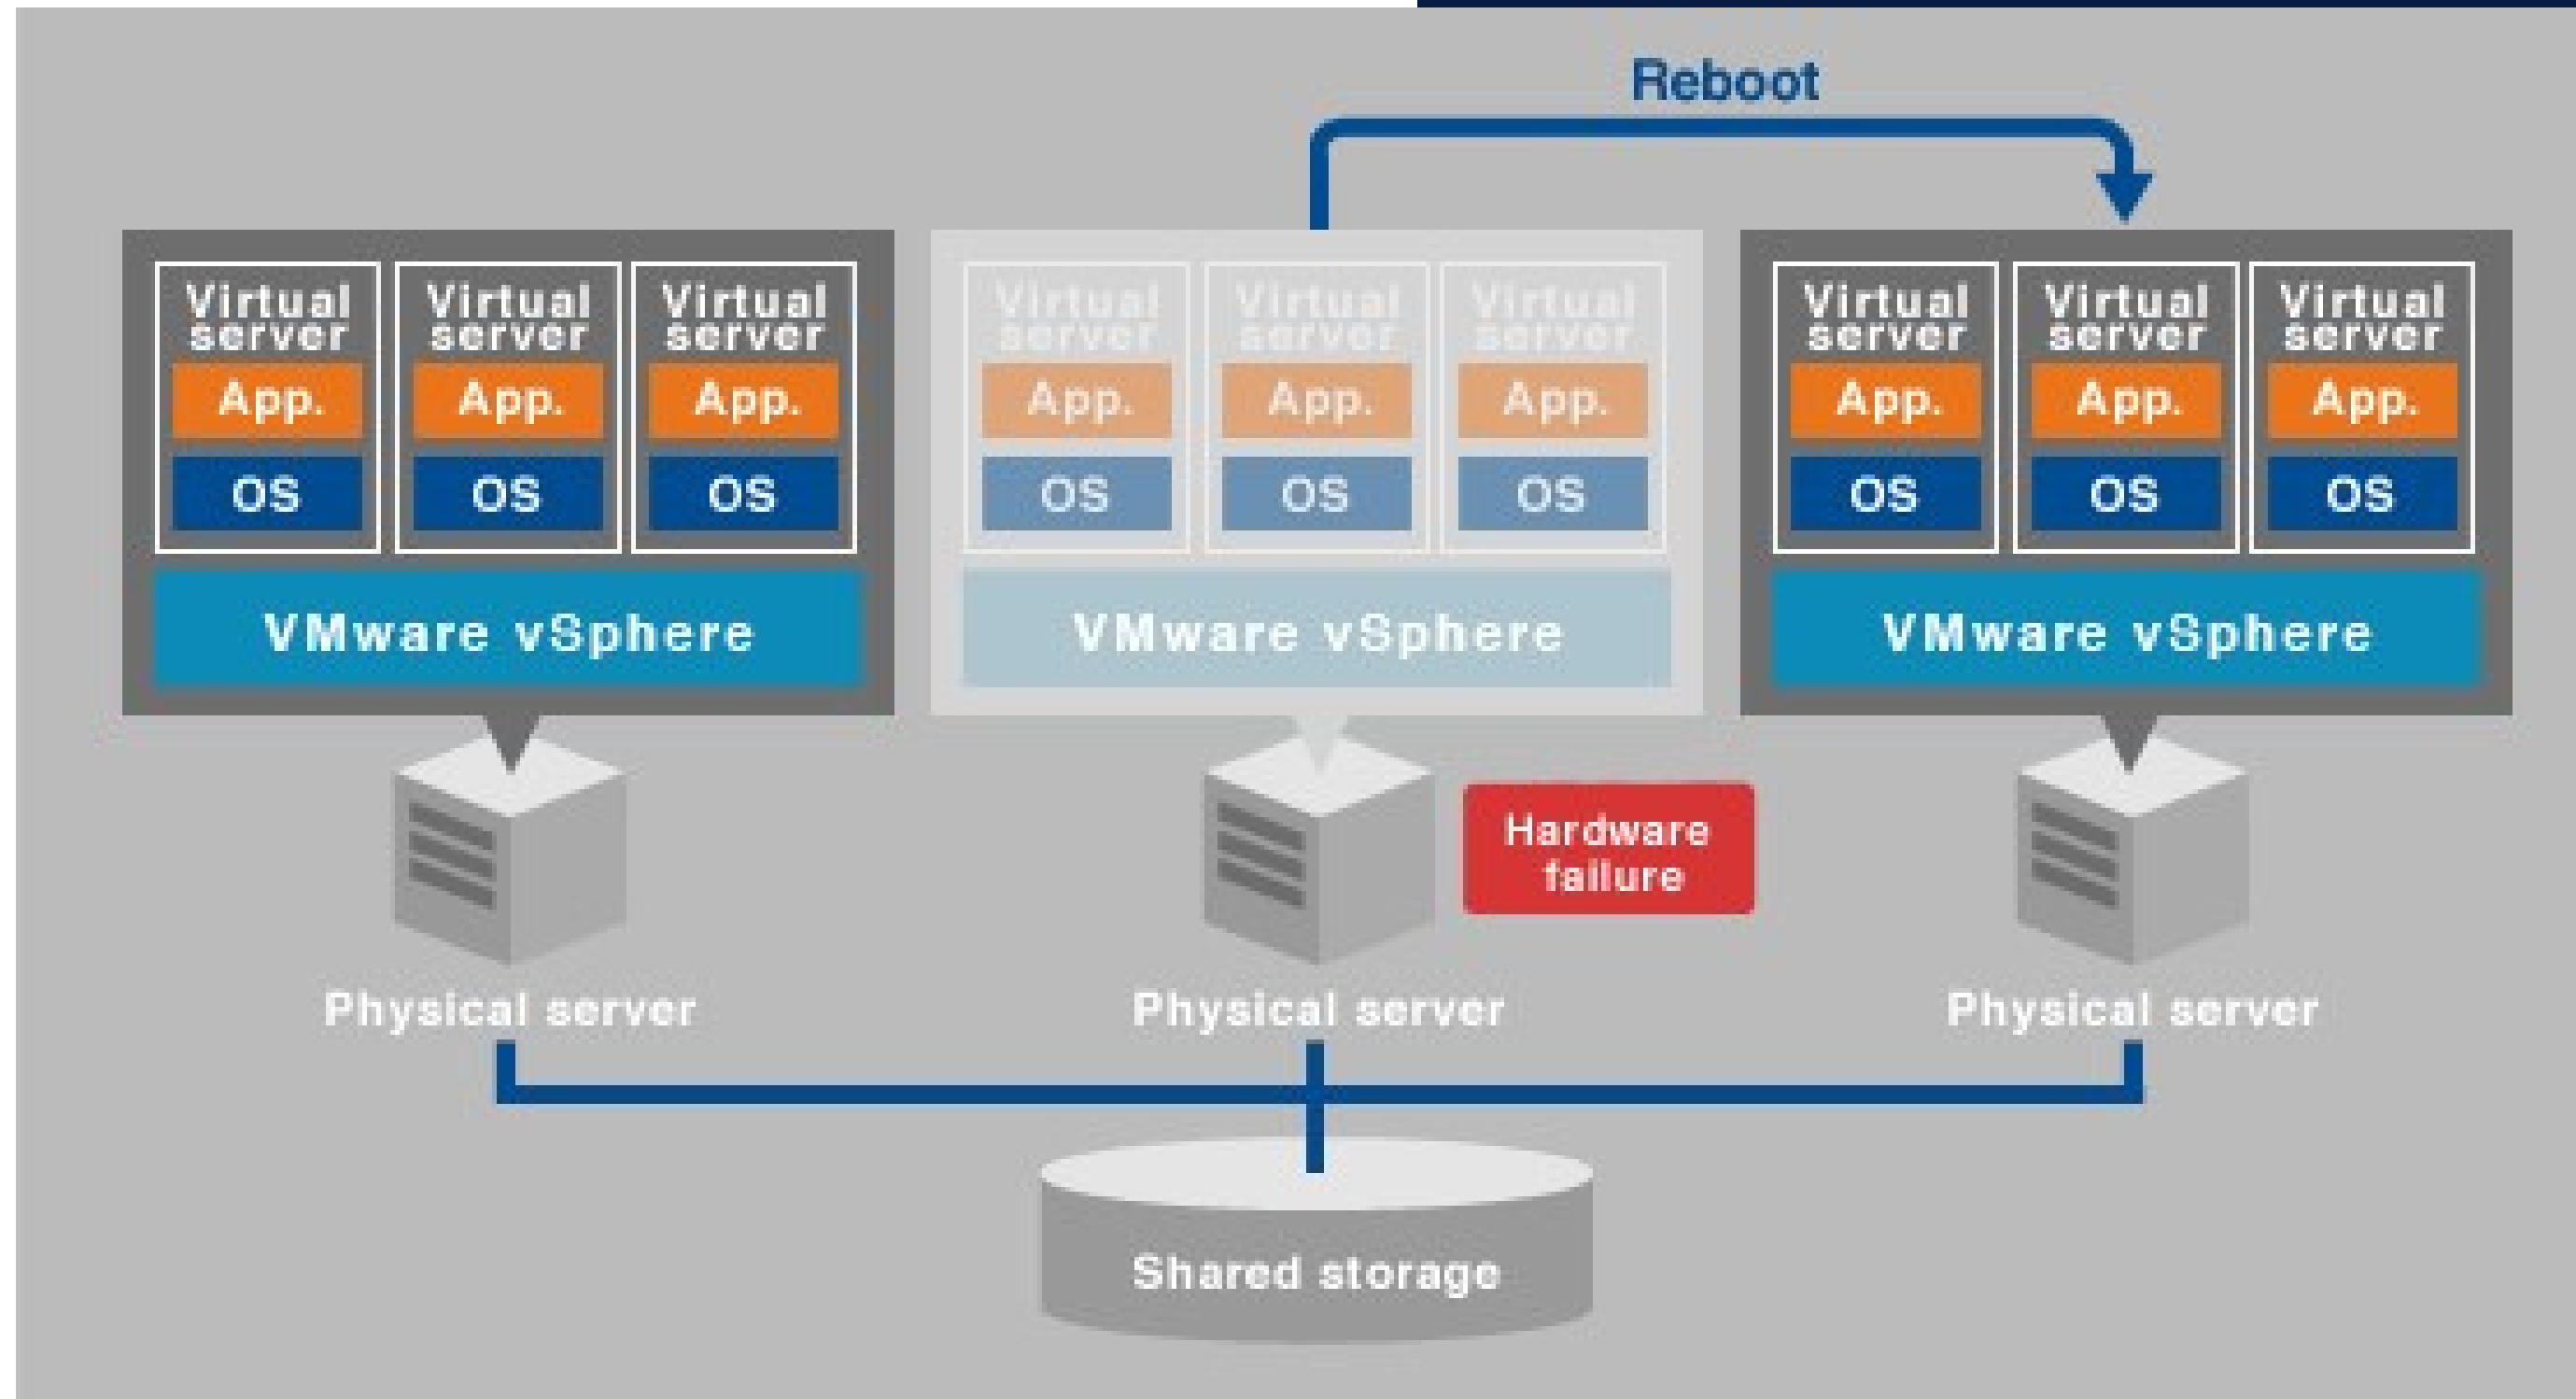 Reboot
Virtual server
Virtual server
Virtual server
App.
App.
App.
OS
OS
OS
VMware vSphere
Virtual server
Virtual server
Virtual server
App.
App.
App.
OS
OS
OS
VMware vSphere
Virtual server
Virtual server
Virtual server
App.
App.
App.
OS
OS
OS
VMware vSphere
Hardware
failure
Physical server
Physical server
Physical server
Shared storage